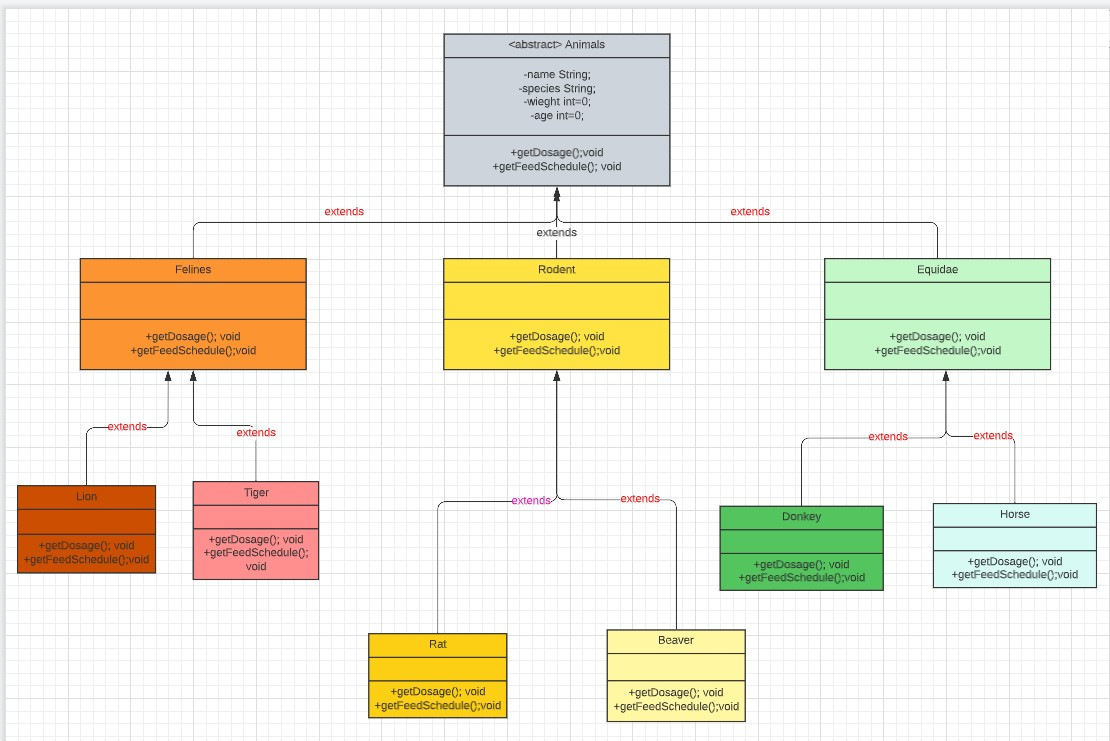 <abstract> Animals
-name String;
-species String;
-wieght int=0;
-age int=0;
+getDosage();void
+getFeedSchedule(); void
extends
extends
extends
Felines
+getDosage(); void
+getFeedSchedule();void
Rodent
+getDosage(); void
+getFeedSchedule();void
Equidae
+getDosage(); void
+getFeedSchedule();void
extends
extends
extends
extends
extends
extends
Lion
+getDosage(); void
+getFeedSchedule();void
Tiger
+getDosage(); void
+getFeedSchedule();
void
Donkey
+getDosage(); void
+getFeedSchedule();void
Horse
+getDosage(); void
+getFeedSchedule();void
Rat
+getDosage(); void
+getFeedSchedule();void
Beaver
+getDosage(); void
+getFeedSchedule();void